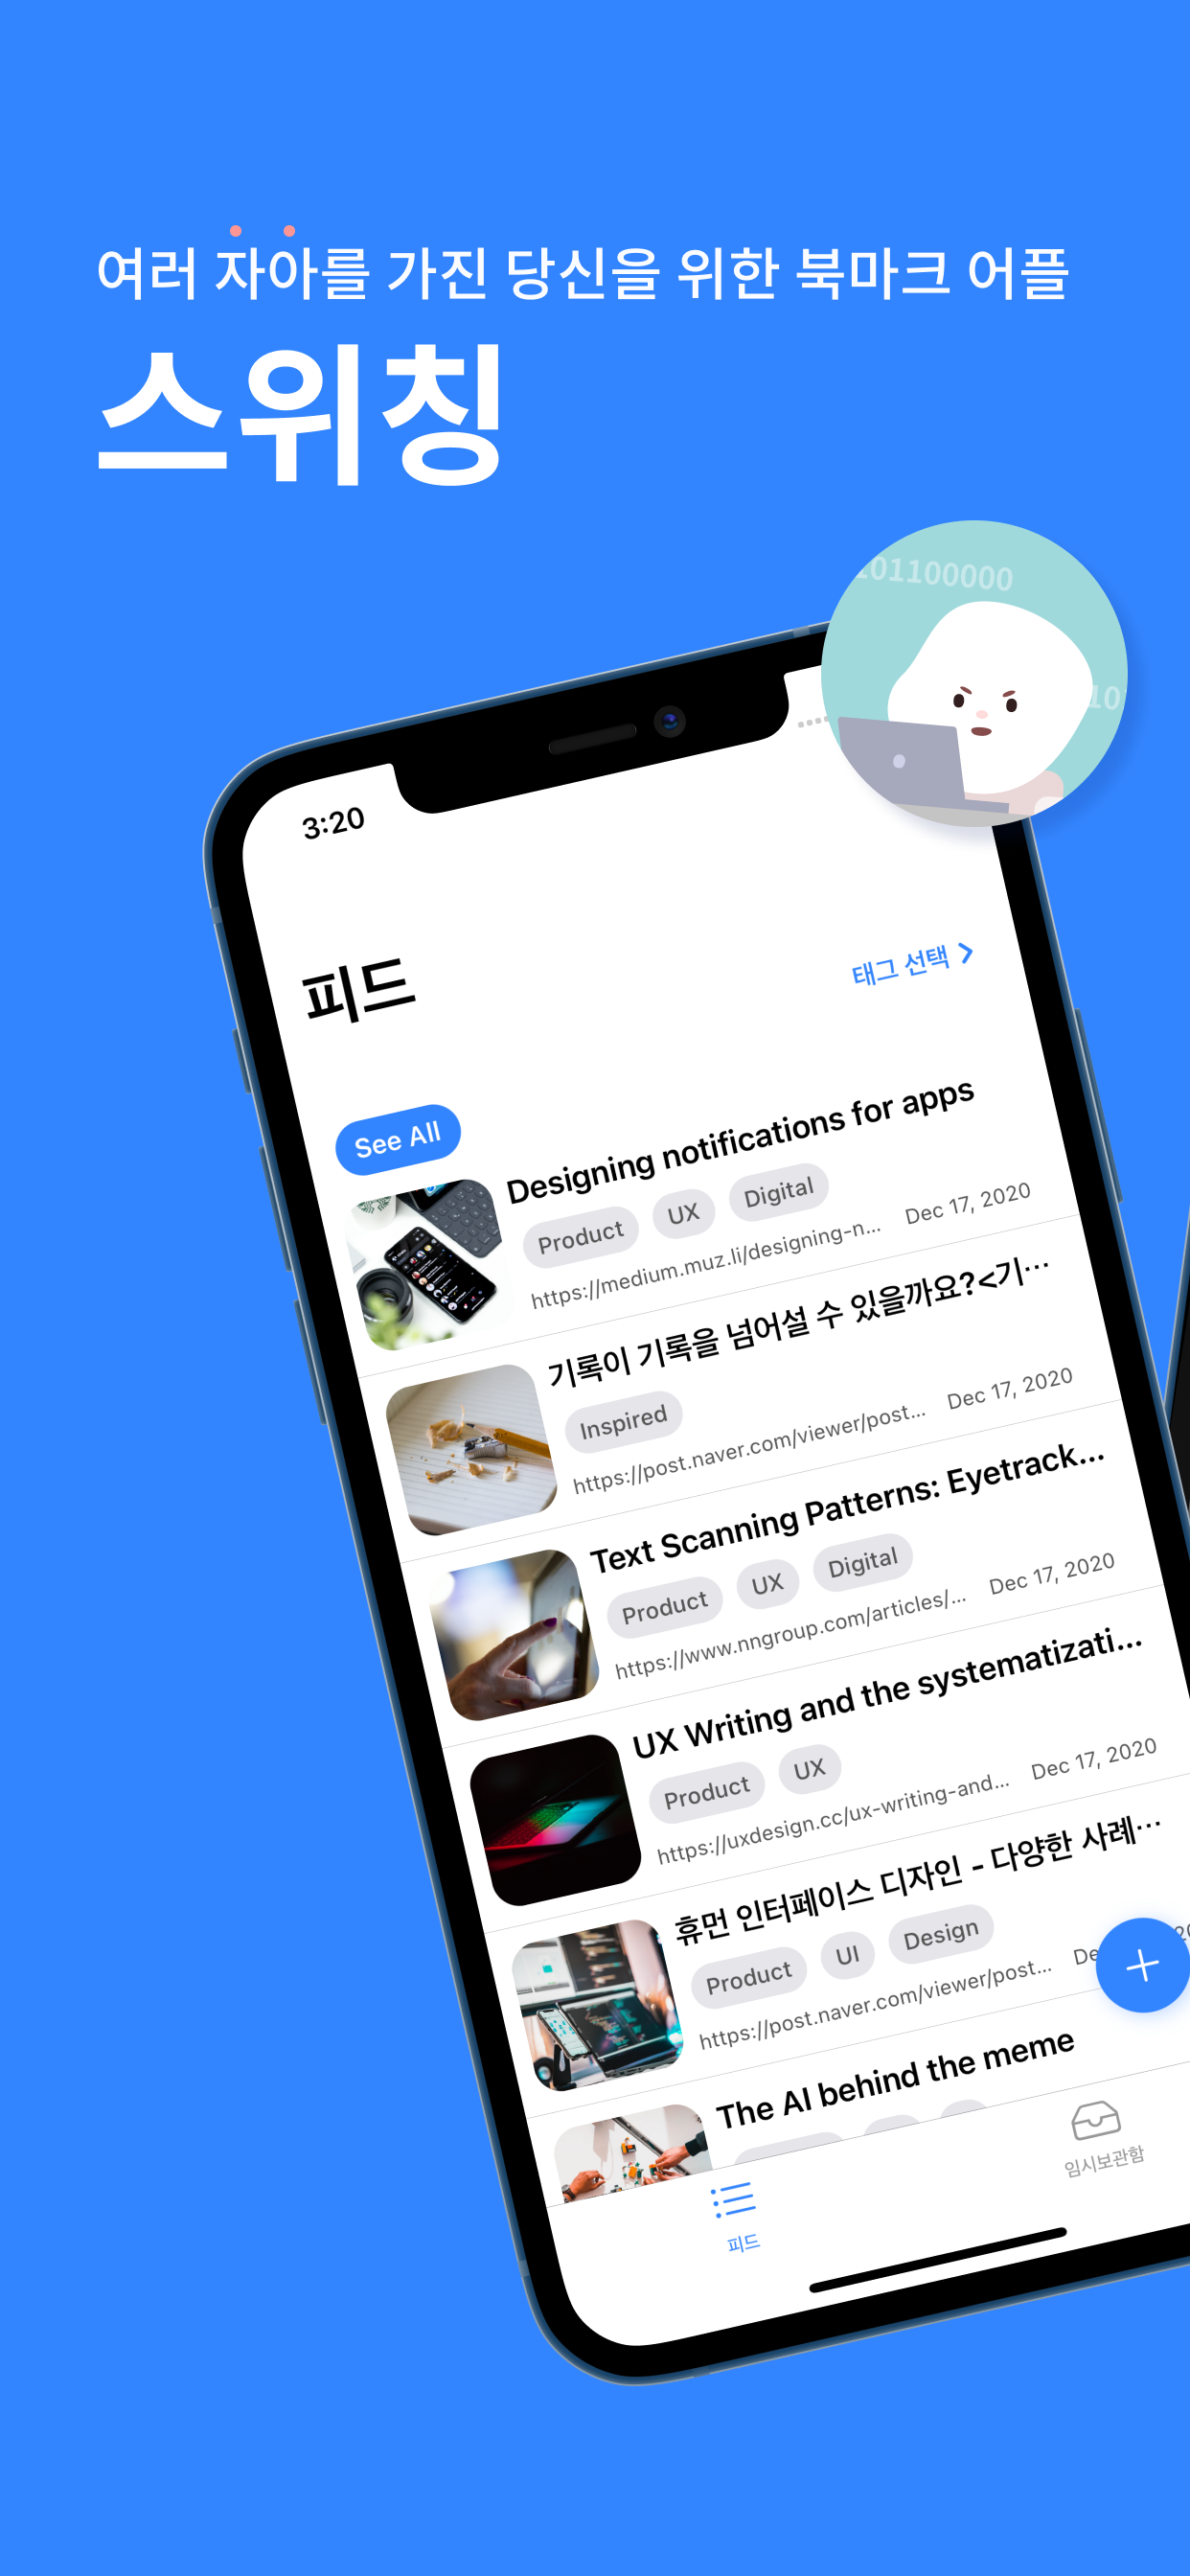 여러 자아를 가진 당신을 위한 북마크 어플
스위칭
101100000
10
3:20
피드
태그 선택
See All
Designing notifications for apps
Product UX Digital
https://medium.muz.li/designing-n... Dec 17, 2020
기록이 기록을 넘어설 수 있을까요?<기...
Inspired
https://post.naver.com/viewer/post... Dec 17, 2020
Text Scanning Patterns: Eyetrack...
Product UX Digital
https://www.nngroup.com/articles/... Dec 17, 2020
UX Writing and the systematizati...
Product UX
https://uxdesign.cc/ux-writing-and... Dec 17, 2020
휴먼 인터페이스 디자인 - 다양한 사례...
Product UI Design
https://post.naver.com/viewer/post...
The AI behind the meme
피드
임시보관함